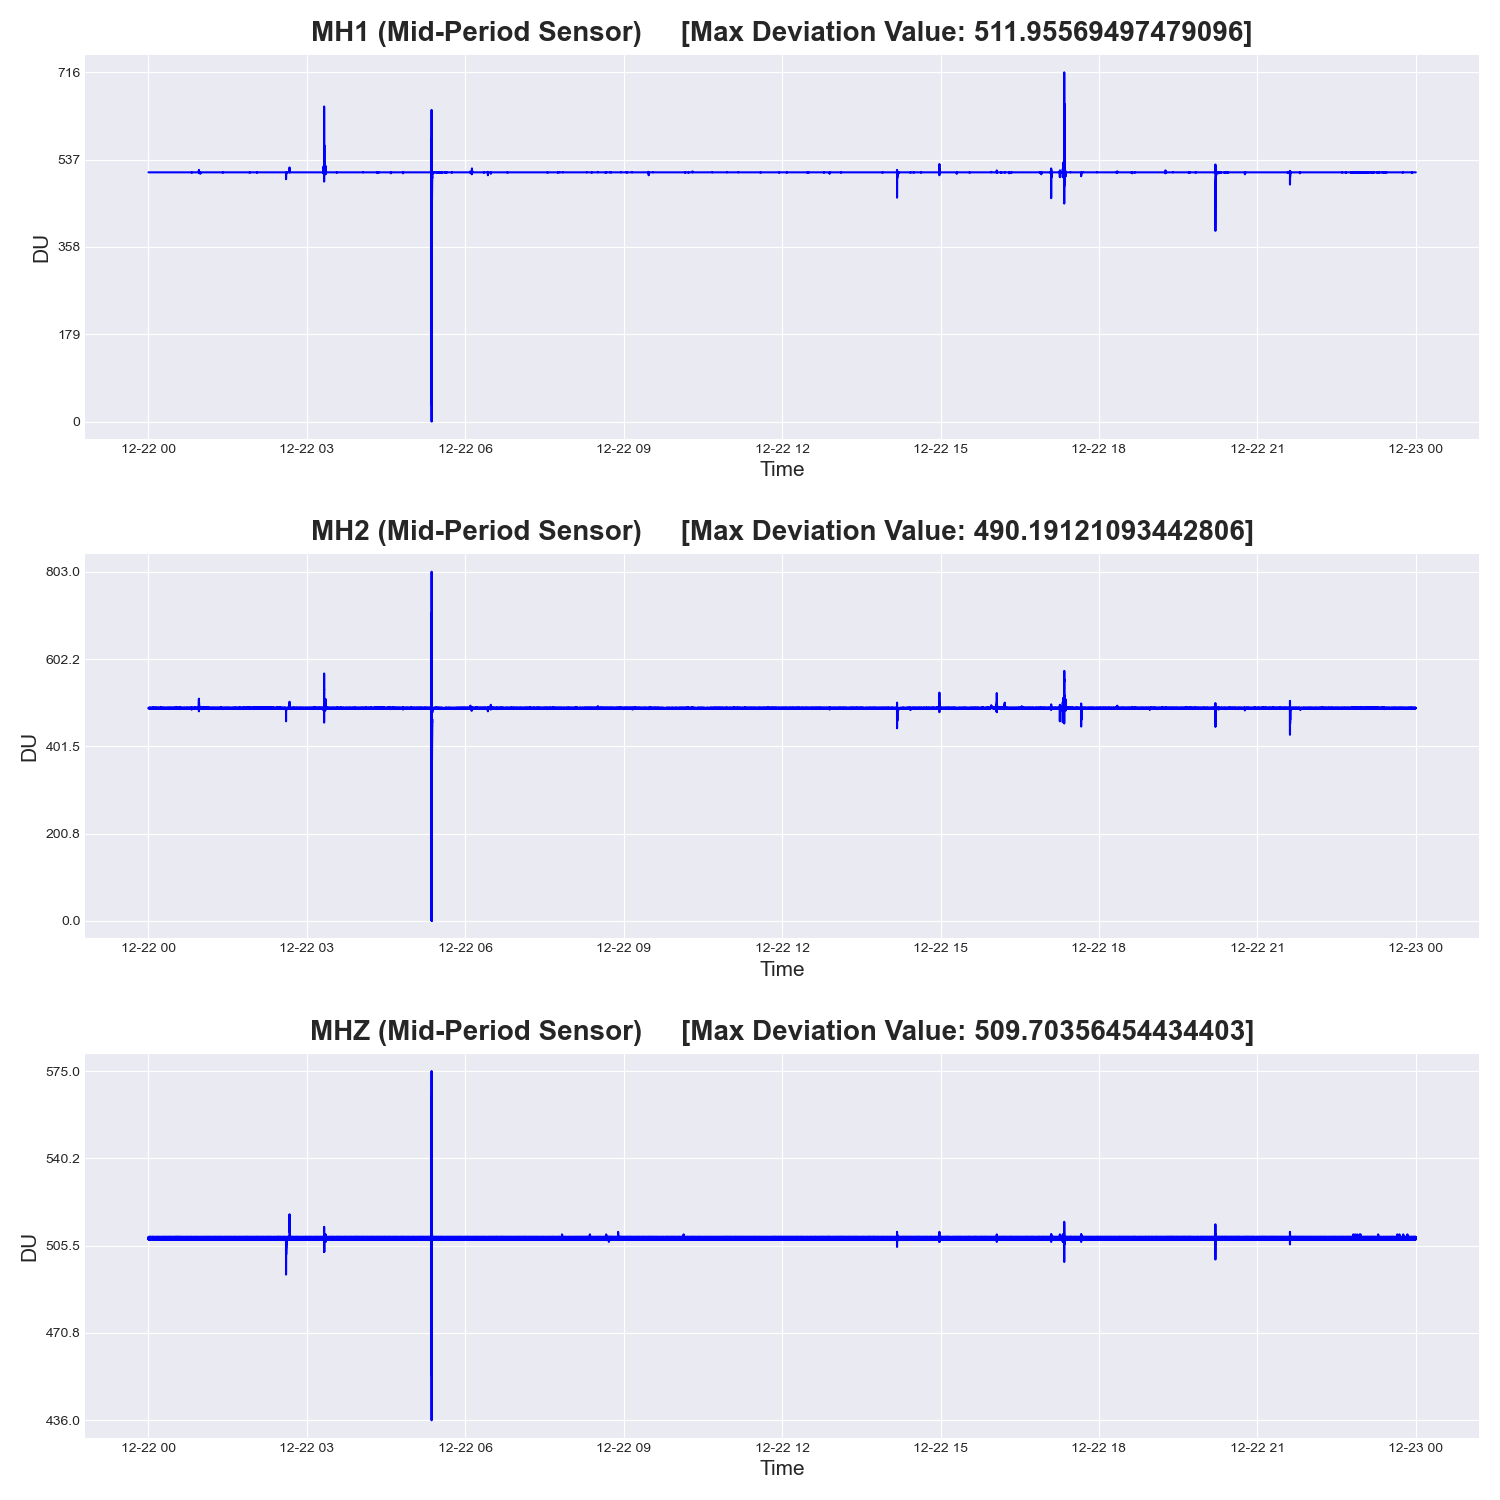 MH1 (Mid-Period Sensor) [Max Deviation Value: 511.95569497479096]
716
537
358
179
0
DU
12-22 00 12-22 03 12-22 06 12-22 09 12-22 12 12-22 15 12-22 18 12-22 21 12-23 00
Time
MH2 (Mid-Period Sensor) [Max Deviation Value: 490.19121093442806]
803.0
602.2
401.5
200.8
0.0
DU
12-22 00 12-22 03 12-22 06 12-22 09 12-22 12 12-22 15 12-22 18 12-22 21 12-23 00
Time
MHZ (Mid-Period Sensor) [Max Deviation Value: 509.70356454434403]
575.0
540.2
505.5
470.8
436.0
DU
12-22 00 12-22 03 12-22 06 12-22 09 12-22 12 12-22 15 12-22 18 12-22 21 12-23 00
Time